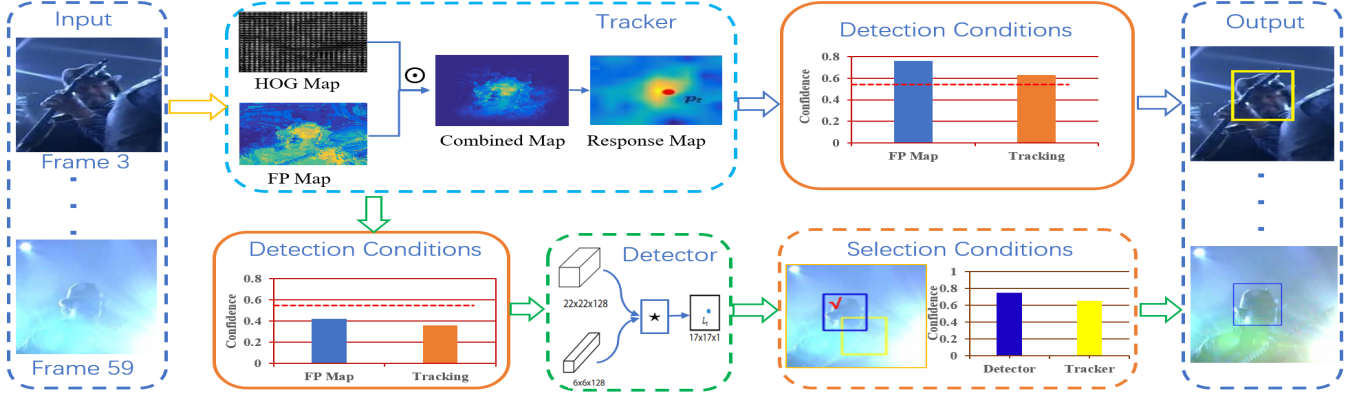 Input
Frame 3
Frame 59
Tracker
HOG Map
FP Map
Combined Map
Response Map
p_t
Detection Conditions
Confidence
0.8
0.6
0.4
0.2
0
FP Map
Tracking
Output
Detection Conditions
Confidence
0.8
0.6
0.4
0.2
0
FP Map
Tracking
Detector
22x22x128
6x6x128
★
L_t
17x17x1
Selection Conditions
Confidence
1
0.8
0.6
0.4
0.2
0
Detector
Tracker